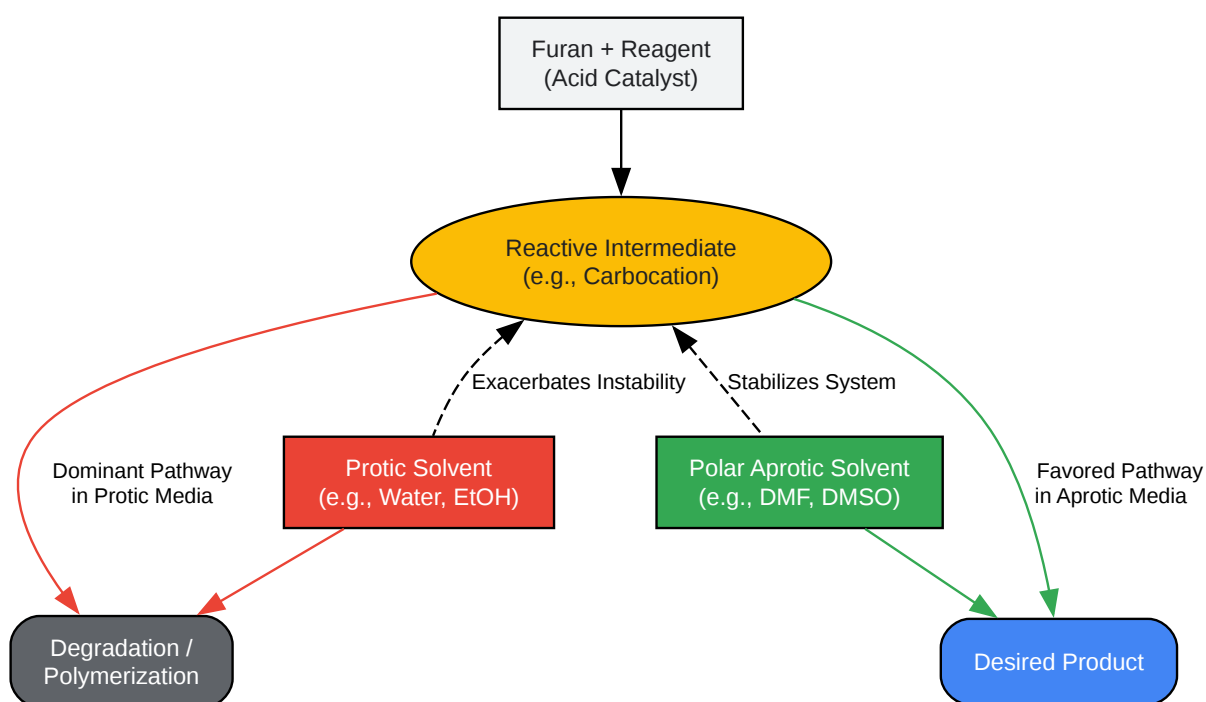 Furan + Reagent
(Acid Catalyst)
Reactive Intermediate
(e.g., Carbocation)
Exacerbates Instability
Stabilizes System
Dominant Pathway
in Protic Media
Protic Solvent
(e.g., Water, EtOH)
Polar Aprotic Solvent
(e.g., DMF, DMSO)
Favored Pathway
in Aprotic Media
Degradation /
Polymerization
Desired Product